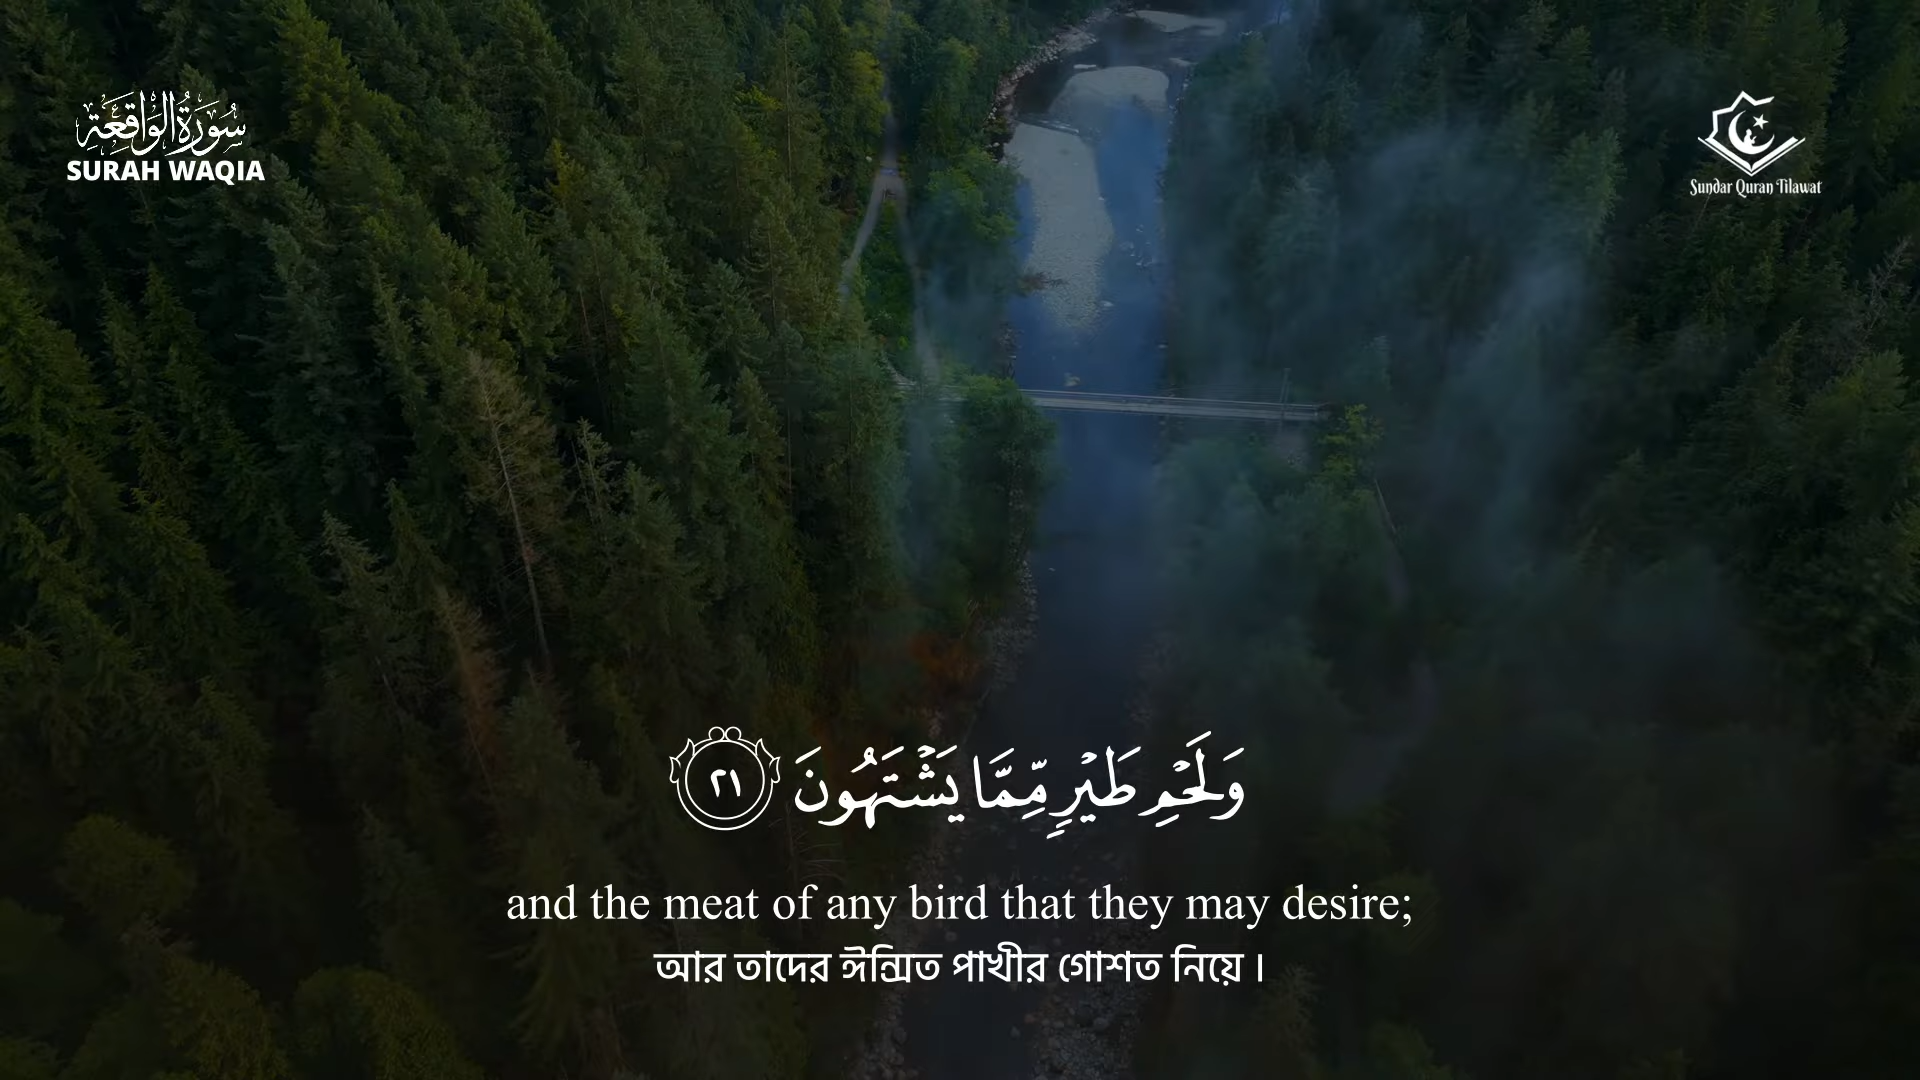 سُورَةُ الوَاقِعَة
SURAH WAQIA
Sundar Quran Tilawat
وَلَحْمِ طَيْرٍ مِّمَّا يَشْتَهُونَ ٢١
and the meat of any bird that they may desire;
আর তাদের ঈন্সিত পাখীর গোশত নিয়ে ।